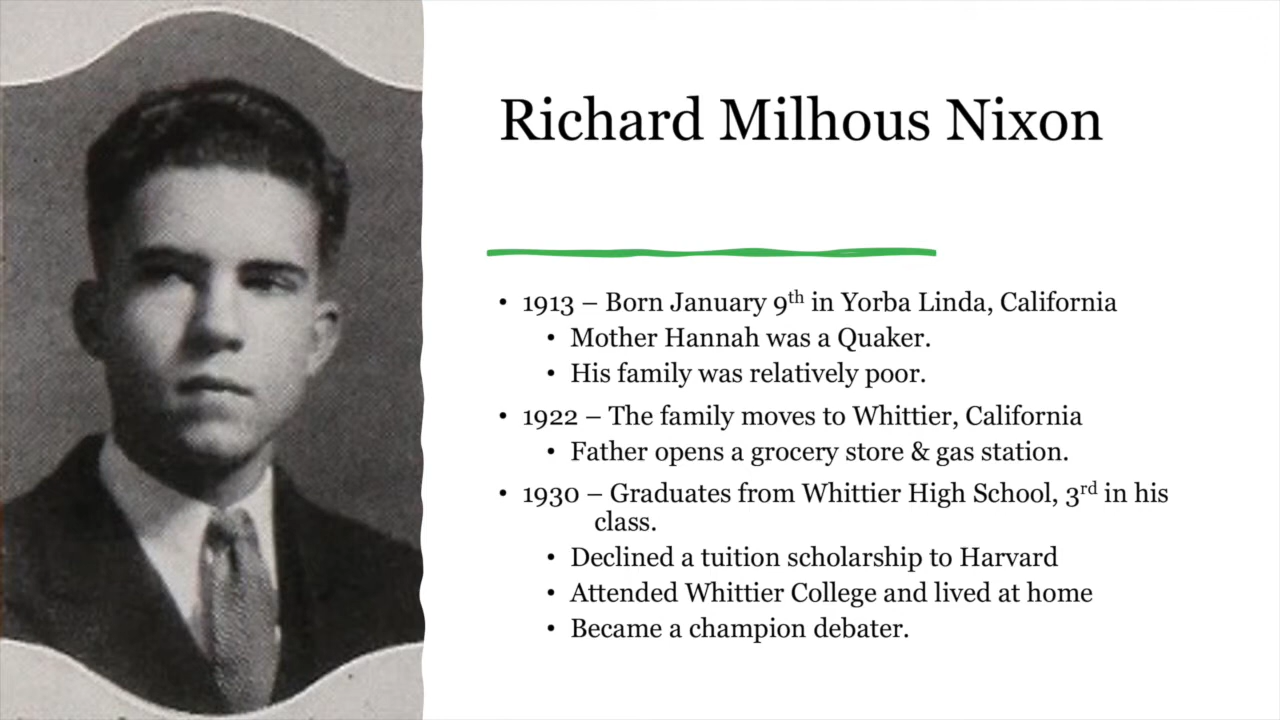 Richard Milhous Nixon
• 1913 – Born January 9th in Yorba Linda, California
• Mother Hannah was a Quaker.
• His family was relatively poor.
• 1922 – The family moves to Whittier, California
• Father opens a grocery store & gas station.
• 1930 – Graduates from Whittier High School, 3rd in his
class.
• Declined a tuition scholarship to Harvard
• Attended Whittier College and lived at home
• Became a champion debater.